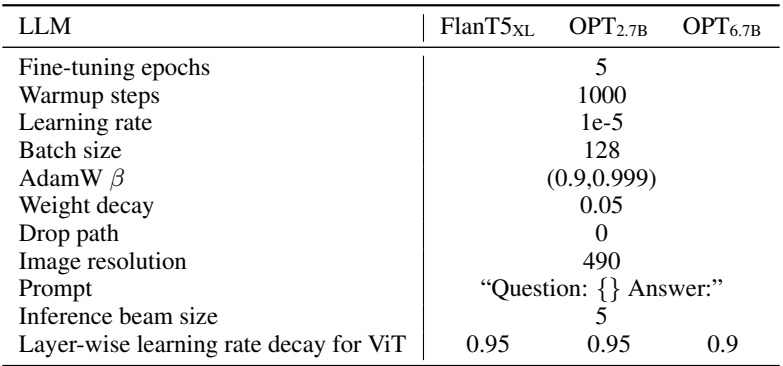 LLM FlanT5XL OPT2.7B OPT6.7B
Fine-tuning epochs 5
Warmup steps 1000
Learning rate 1e-5
Batch size 128
AdamW β (0.9,0.999)
Weight decay 0.05
Drop path 0
Image resolution 490
Prompt “Question: {} Answer:”
Inference beam size 5
Layer-wise learning rate decay for ViT 0.95 0.95 0.9